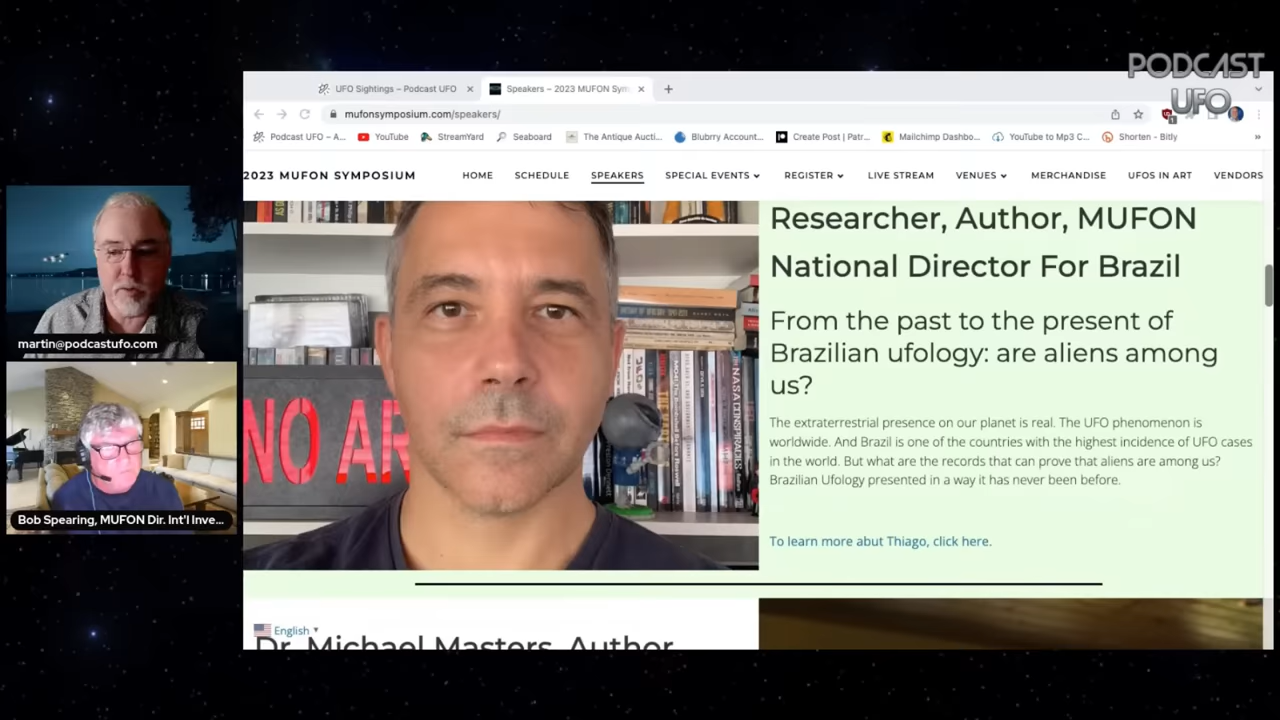 PODCAST
UFO
UFO Sightings – Podcast UFO
Speakers – 2023 MUFON Sym
mufonsymposium.com/speakers/
Podcast UFO – A...
YouTube
StreamYard
Seaboard
The Antique Aucti...
Blubrry Account...
Create Post | Patr...
Mailchimp Dashbo...
YouTube to Mp3 C...
Shorten - Bitly
»
2023 MUFON SYMPOSIUM
HOME
SCHEDULE
SPEAKERS
SPECIAL EVENTS
REGISTER
LIVE STREAM
VENUES
MERCHANDISE
UFOS IN ART
VENDORS
Researcher, Author, MUFON
National Director For Brazil
From the past to the present of
Brazilian ufology: are aliens among
us?
The extraterrestrial presence on our planet is real. The UFO phenomenon is
worldwide. And Brazil is one of the countries with the highest incidence of UFO cases
in the world. But what are the records that can prove that aliens are among us?
Brazilian Ufology presented in a way it has never been before.
To learn more abut Thiago, click here.
NO AR
NASA CONSPIRADES
martin@podcastufo.com
Bob Spearing, MUFON Dir. Int'l Inve...
English
Dr. Michael Masters, Author